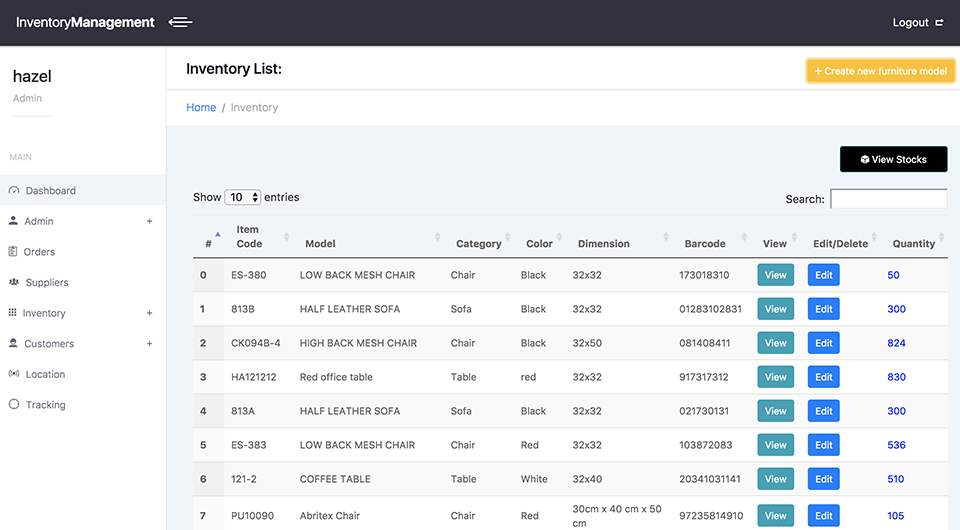 InventoryManagement
Logout
hazel
Admin
MAIN
Dashboard
Admin +
Orders
Suppliers
Inventory +
Customers +
Location
Tracking
Inventory List:
+ Create new furniture model
Home / Inventory
View Stocks
Show 10 entries
Search:
# Item Code Model Category Color Dimension Barcode View Edit/Delete Quantity
0 ES-380 LOW BACK MESH CHAIR Chair Black 32x32 173018310 View Edit 50
1 813B HALF LEATHER SOFA Sofa Black 32x32 01283102831 View Edit 300
2 CK094B-4 HIGH BACK MESH CHAIR Chair Black 32x50 081408411 View Edit 824
3 HA121212 Red office table Table red 32x32 917317312 View Edit 830
4 813A HALF LEATHER SOFA Sofa Black 32x32 021730131 View Edit 300
5 ES-383 LOW BACK MESH CHAIR Chair Red 32x32 103872083 View Edit 536
6 121-2 COFFEE TABLE Table White 32x40 20341031141 View Edit 510
7 PU10090 Abritex Chair Chair Red 30cm x 40 cm x 50 cm 97235814910 View Edit 105